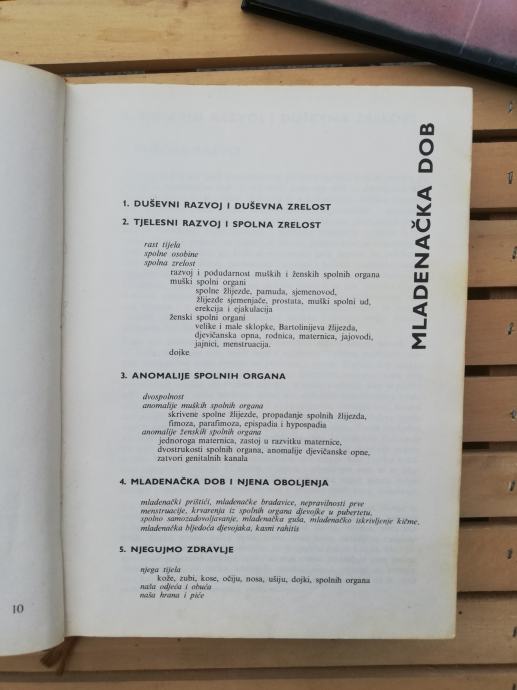 MLADENAČKA DOB
1. DUŠEVNI RAZVOJ I DUŠEVNA ZRELOST
2. TJELESNI RAZVOJ I SPOLNA ZRELOST
rast tijela
spolne osobine
spolna zrelost
razvoj i podudarnost muških i ženskih spolnih organa
muški spolni organi
spolne žlijezde, pamuda, sjemenovod,
žlijezde sjemenjače, prostata, muški spolni ud,
erekcija i ejakulacija
ženski spolni organi
velike i male sklopke, Bartolinijeva žlijezda,
djevičanska opna, rodnica, maternica, jajovodi,
jajnici, menstruacija.
dojke
3. ANOMALIJE SPOLNIH ORGANA
dvospolnost
anomalije muških spolnih organa
skrivene spolne žlijezde, propadanje spolnih žlijezda,
fimoza, parafimoza, epispadia i hypospadia
anomalije ženskih spolnih organa
jednoroga maternica, zastoj u razvitku maternice,
dvostrukosti spolnih organa, anomalije djevičanske opne,
zatvori genitalnih kanala
4. MLADENAČKA DOB I NJENA OBOLJENJA
mladenački prištići, mladenačke bradavice, nepravilnosti prve
menstruacije, krvarenja iz spolnih organa djevojke u pubertetu,
spolno samozadovoljavanje, mladenačka guša, mladenačko iskrivljenje kičme,
mladenačka bljedoća djevojaka, kasni rahitis
5. NJEGUJMO ZDRAVLJE
njega tijela
kože, zubi, kose, očiju, nosa, ušiju, dojki, spolnih organa
naša odjeća i obuća
naša hrana i piće
10